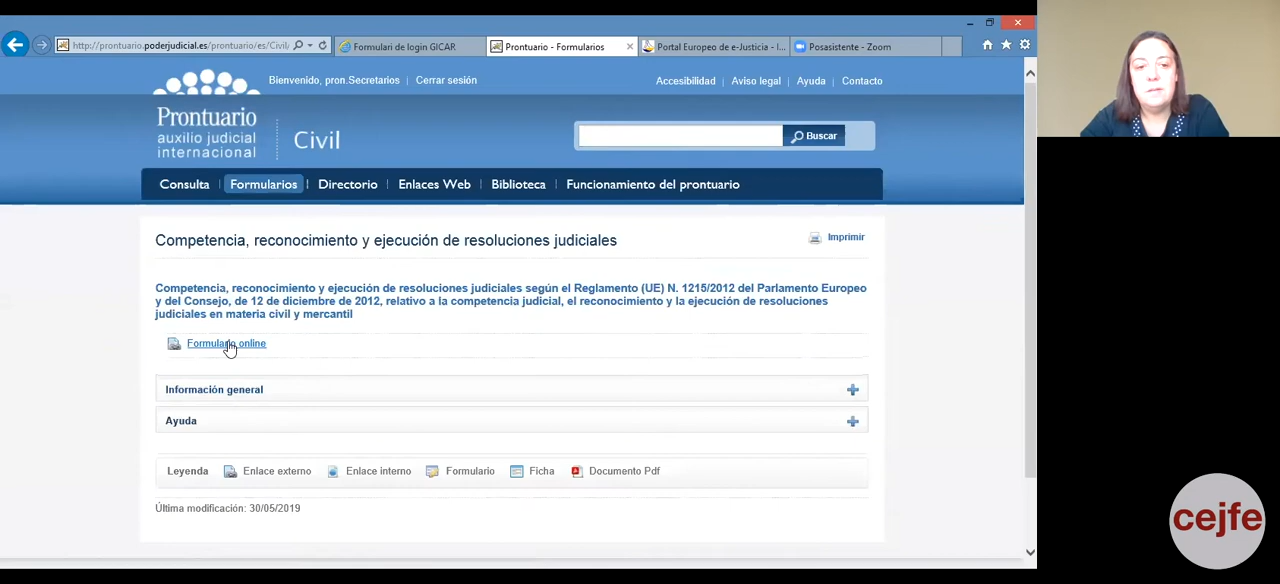 http://prontuario.poderjudicial.es/prontuario/es/Civil/
Formulari de login GICAR
Prontuario - Formularios
Portal Europeo de e-Justicia - I...
Posasistente - Zoom
Bienvenido, pron.Secretarios | Cerrar sesión
Accesibilidad | Aviso legal | Ayuda | Contacto
Prontuario
auxilio judicial
internacional
Civil
Buscar
Consulta | Formularios | Directorio | Enlaces Web | Biblioteca | Funcionamiento del prontuario
Competencia, reconocimiento y ejecución de resoluciones judiciales
Imprimir
Competencia, reconocimiento y ejecución de resoluciones judiciales según el Reglamento (UE) N. 1215/2012 del Parlamento Europeo
y del Consejo, de 12 de diciembre de 2012, relativo a la competencia judicial, el reconocimiento y la ejecución de resoluciones
judiciales en materia civil y mercantil
Formulario online
Información general
Ayuda
Leyenda Enlace externo Enlace interno Formulario Ficha Documento Pdf
Última modificación: 30/05/2019
cejfe